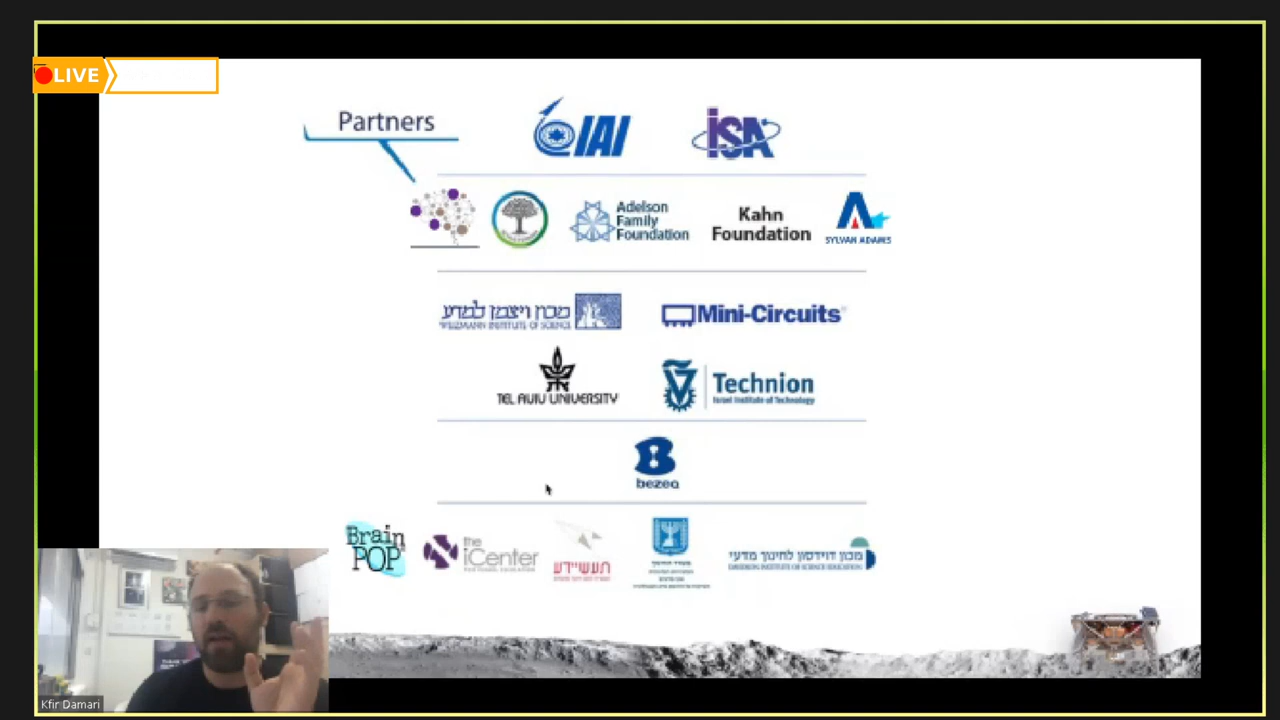 LIVE
Partners
IAI
iSA
Adelson
Family
Foundation
Kahn
Foundation
SYLVAN ADAMS
מכון ויצמן למדע
WEIZMANN INSTITUTE OF SCIENCE
Mini-Circuits®
TEL AVIV UNIVERSITY
Technion
Israel Institute of Technology
bezeq
Brain
POP
the
iCenter
תעשיידע
מכון דוידסון לחינוך מדעי
DAVIDSON INSTITUTE OF SCIENCE EDUCATION
Kfir Damari